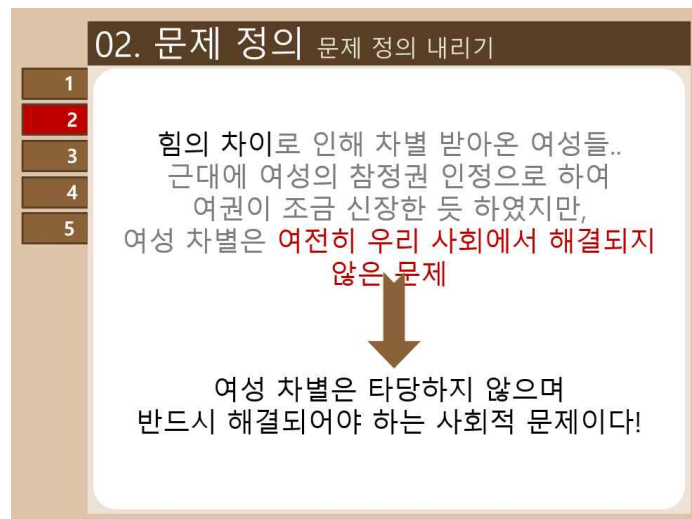 02. 문제 정의 문제 정의 내리기
1
2
3
4
5
힘의 차이로 인해 차별 받아온 여성들..
근대에 여성의 참정권 인정으로 하여
여권이 조금 신장한 듯 하였지만,
여성 차별은 여전히 우리 사회에서 해결되지
않은 문제
여성 차별은 타당하지 않으며
반드시 해결되어야 하는 사회적 문제이다!